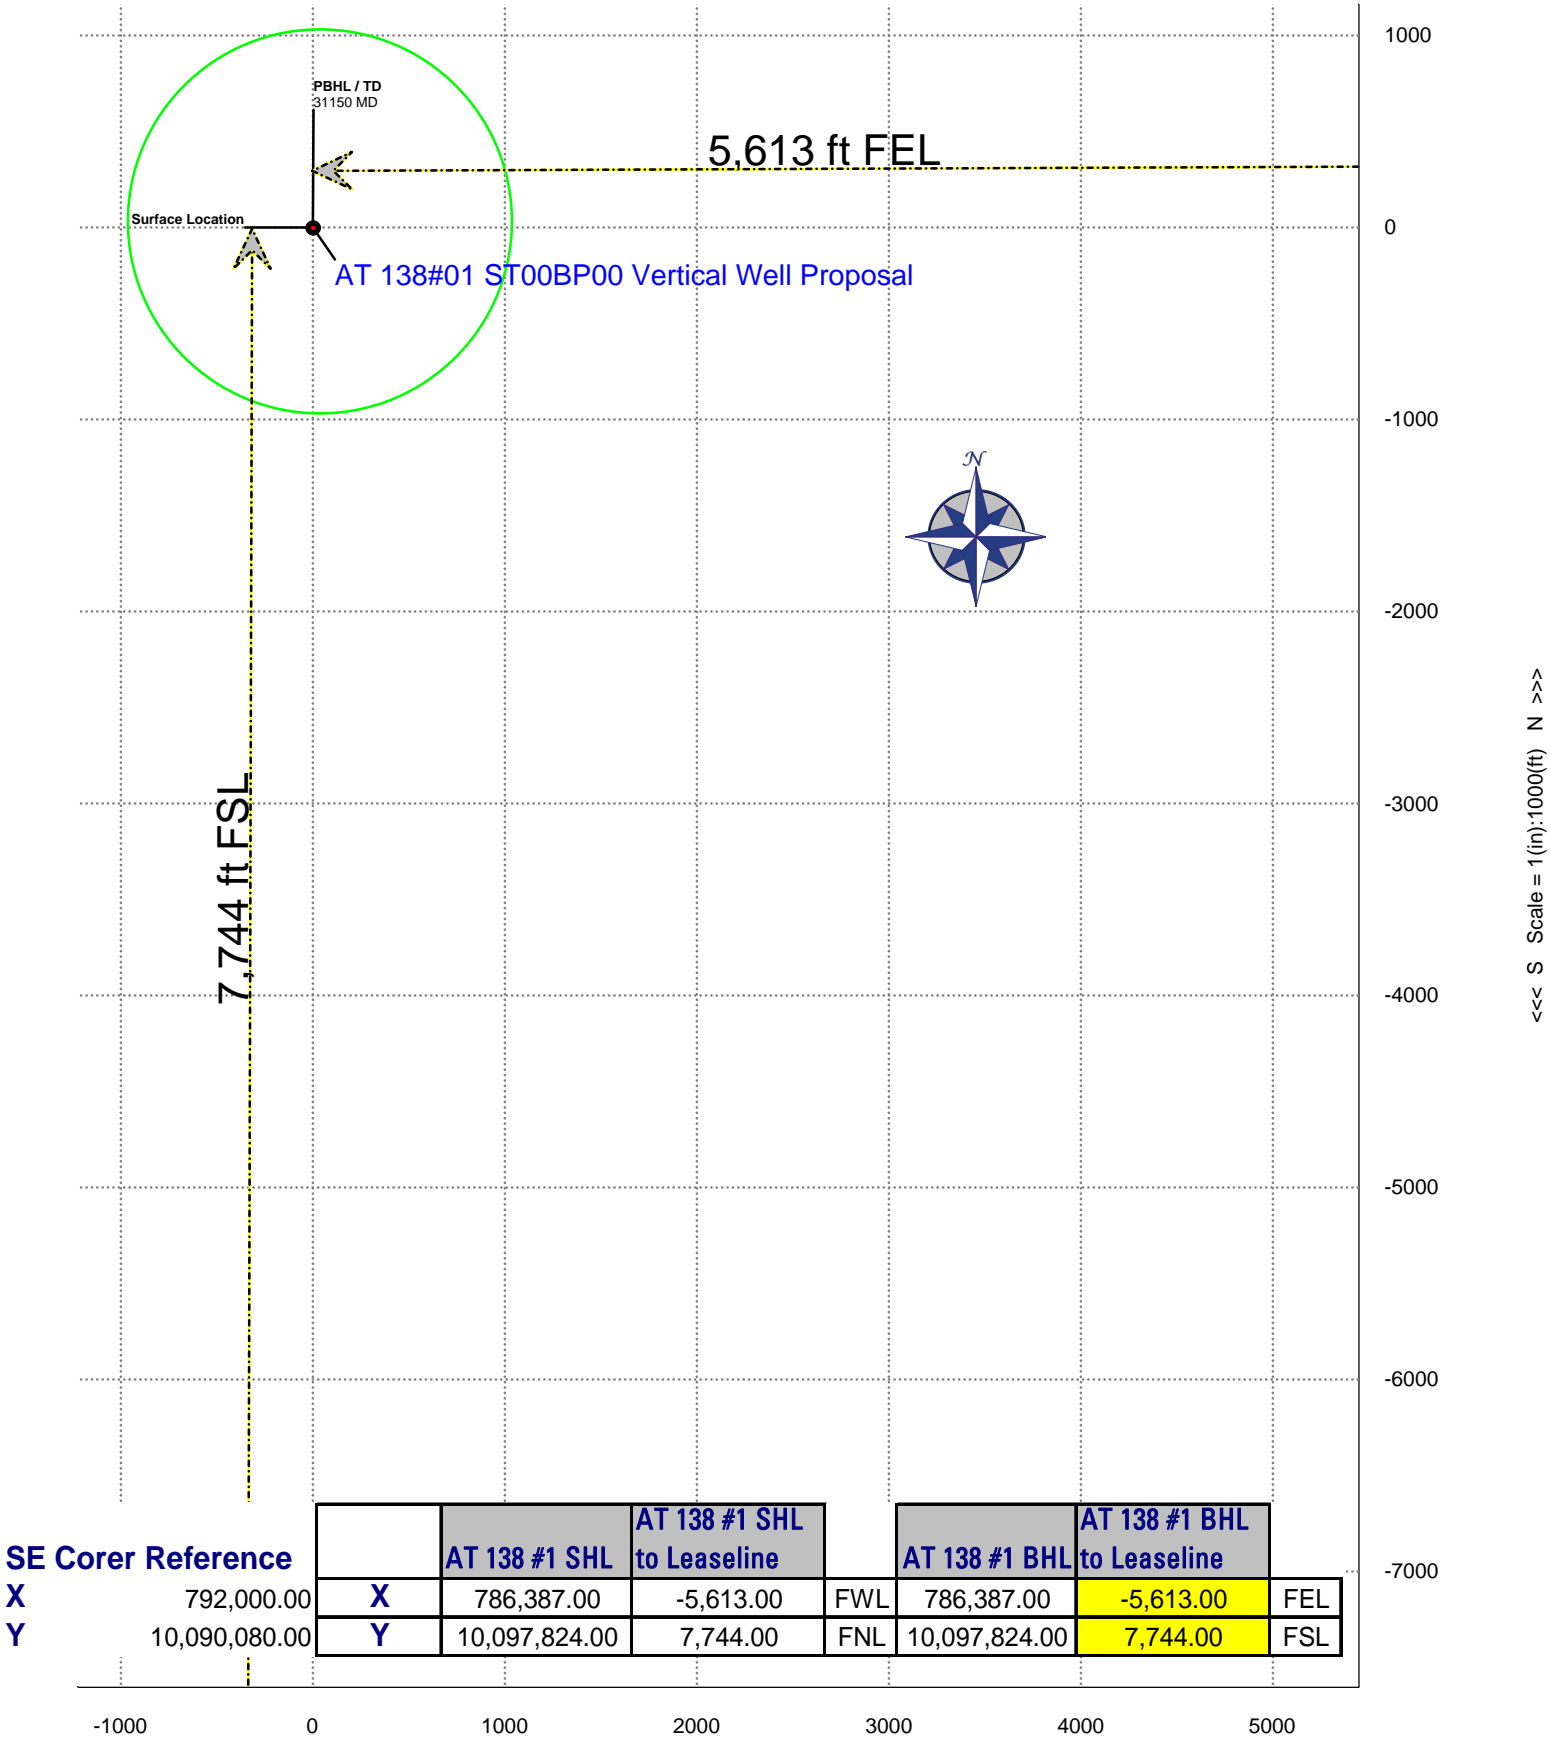 1000
PBHL / TD
31150 MD
5,613 ft FEL
Surface Location
0
AT 138#01 ST00BP00 Vertical Well Proposal
-1000
N
-2000
<<< S Scale = 1(in):1000(ft) N >>>
-3000
7,744 ft FSL
-4000
-5000
-6000
AT 138 #1 SHL AT 138 #1 BHL
SE Corer Reference AT 138 #1 SHL to Leaseline AT 138 #1 BHL to Leaseline
-7000
X 792,000.00 X 786,387.00 -5,613.00 FWL 786,387.00 -5,613.00 FEL
Y 10,090,080.00 Y 10,097,824.00 7,744.00 FNL 10,097,824.00 7,744.00 FSL
-1000 0 1000 2000 3000 4000 5000